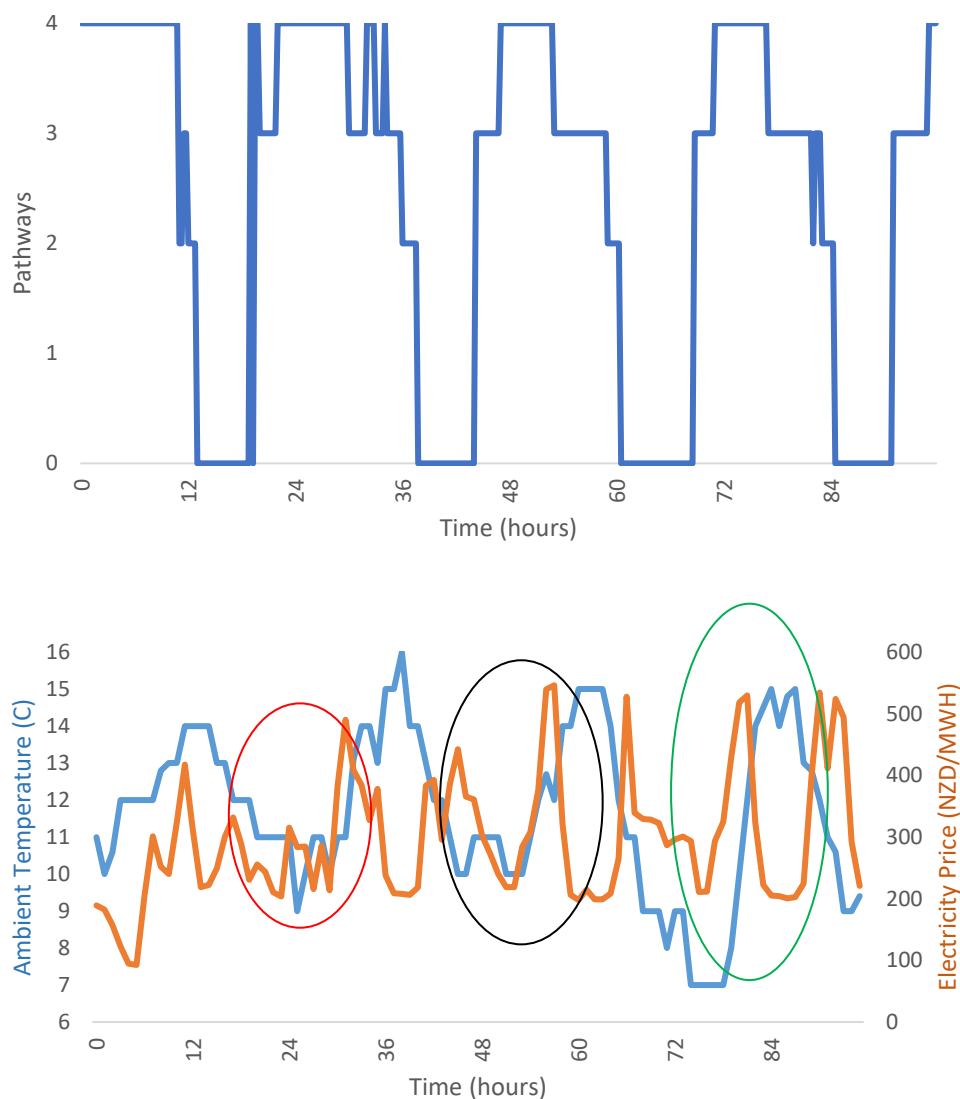 4
3
2
1
0
Pathways
0 12 24 36 48 60 72 84
Time (hours)
16 600
15 500
14
13 400
12
11 300
10 200
9
8 100
7
6 0
Ambient Temperature (C)
Electricity Price (NZD/MWH)
0 12 24 36 48 60 72 84
Time (hours)